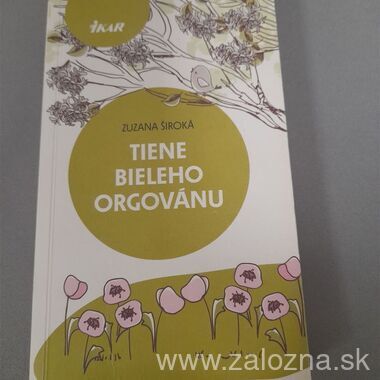 iKAR
ZUZANA ŠIROKÁ
TIENE
BIELEHO
ORGOVÁNU
www.zalozna.sk